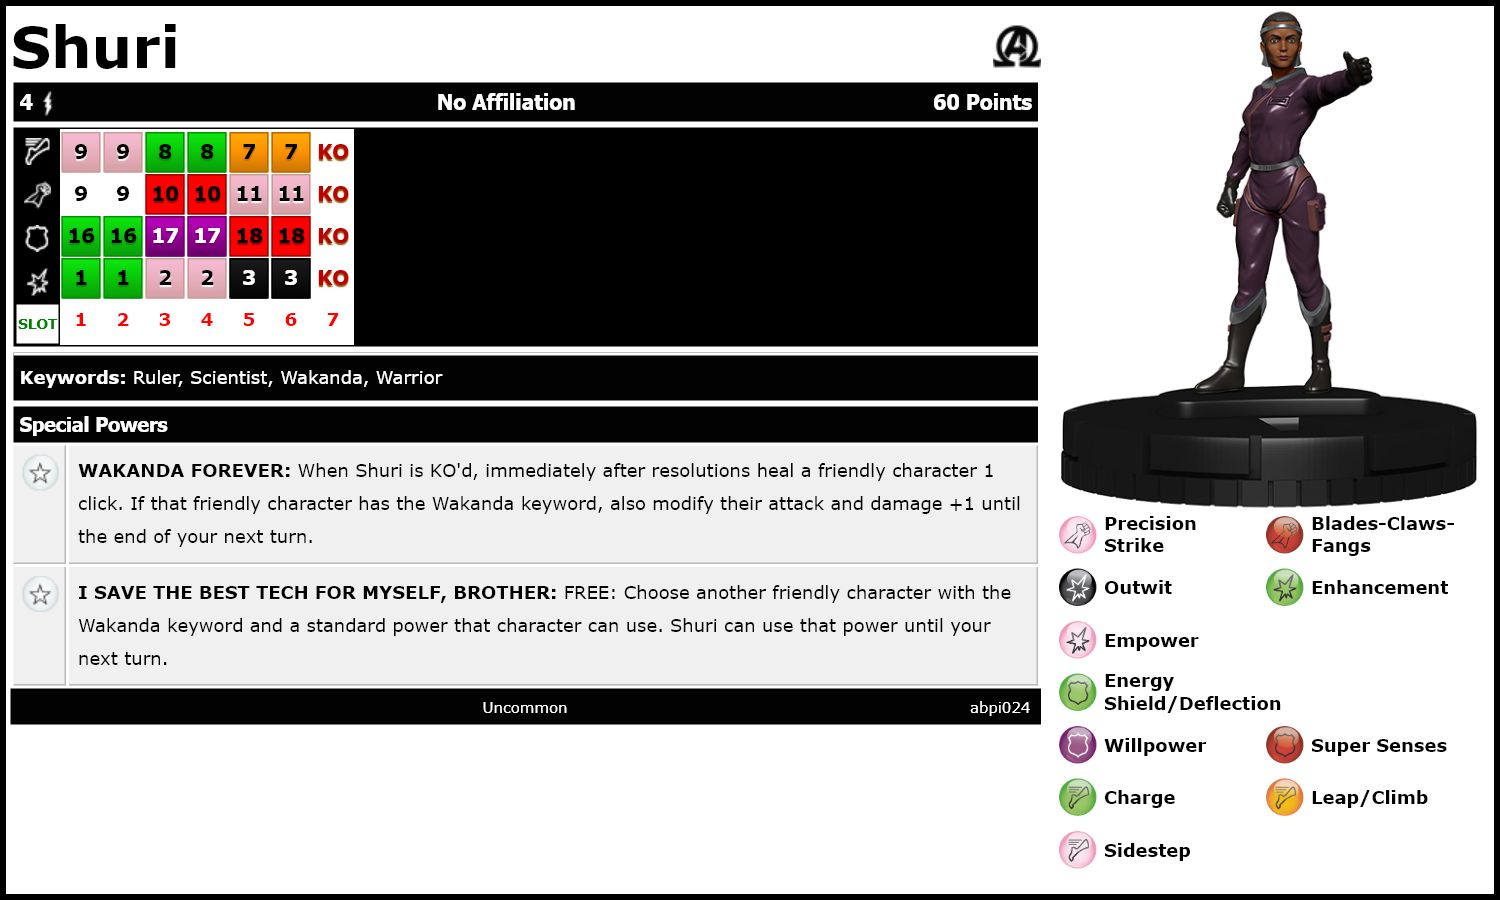 Shuri
4 No Affiliation 60 Points
9 9 8 8 7 7 KO
9 9 10 10 11 11 KO
16 16 17 17 18 18 KO
1 1 2 2 3 3 KO
SLOT 1 2 3 4 5 6 7
Keywords: Ruler, Scientist, Wakanda, Warrior
Special Powers
WAKANDA FOREVER: When Shuri is KO'd, immediately after resolutions heal a friendly character 1
click. If that friendly character has the Wakanda keyword, also modify their attack and damage +1 until
the end of your next turn.
I SAVE THE BEST TECH FOR MYSELF, BROTHER: FREE: Choose another friendly character with the
Wakanda keyword and a standard power that character can use. Shuri can use that power until your
next turn.
Uncommon abpi024
Precision
Strike
Blades-Claws-
Fangs
Outwit
Enhancement
Empower
Energy
Shield/Deflection
Willpower
Super Senses
Charge
Leap/Climb
Sidestep